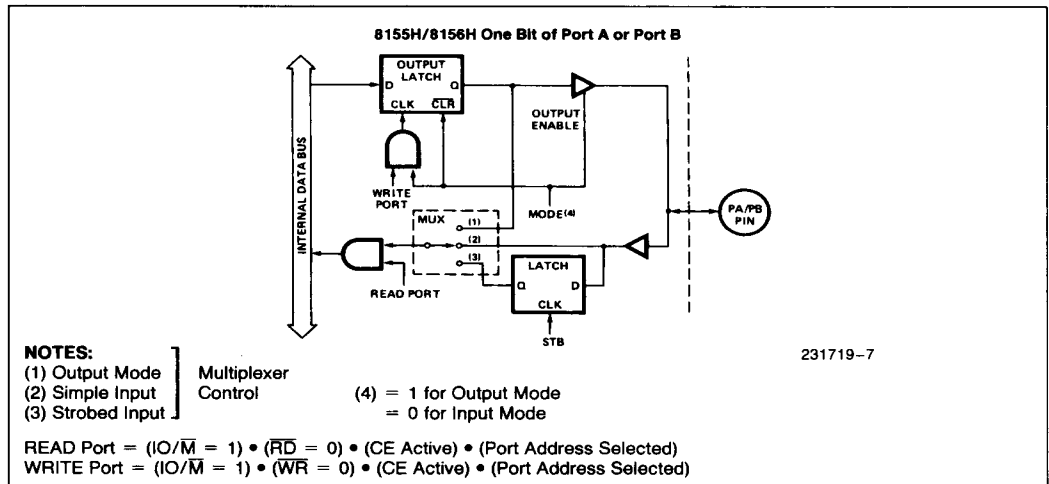 8155H/8156H One Bit of Port A or Port B
OUTPUT
LATCH
D
Q
CLK
C̅L̅R̅
OUTPUT
ENABLE
INTERNAL DATA BUS
WRITE
PORT
MODE(4)
PA/PB
PIN
MUX
(1)
(2)
(3)
READ PORT
LATCH
Q
D
CLK
STB
231719-7
NOTES:
(1) Output Mode
(2) Simple Input
(3) Strobed Input
Multiplexer
Control
(4) = 1 for Output Mode
= 0 for Input Mode
READ Port = (IO/M̅ = 1) • (R̅D̅ = 0) • (CE Active) • (Port Address Selected)
WRITE Port = (IO/M̅ = 1) • (W̅R̅ = 0) • (CE Active) • (Port Address Selected)